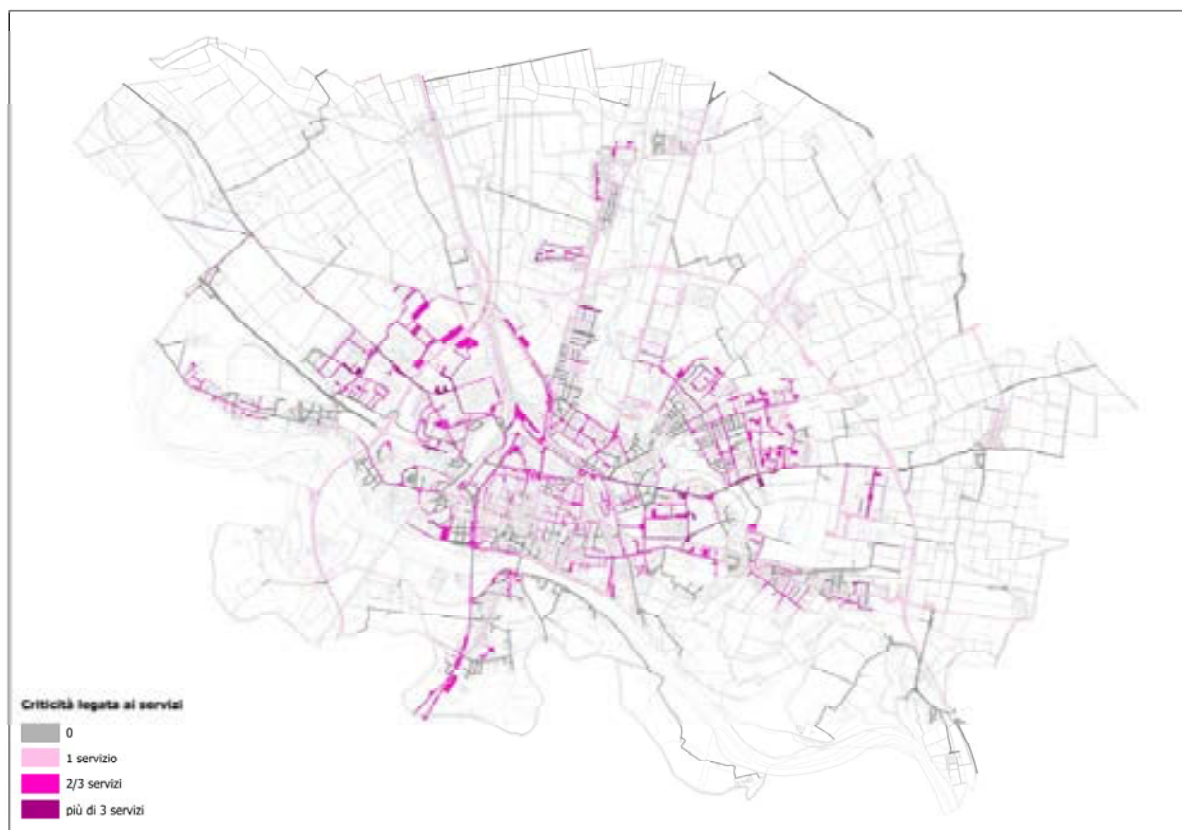 Criticità legata ai servizi
0
1 servizio
2/3 servizi
più di 3 servizi